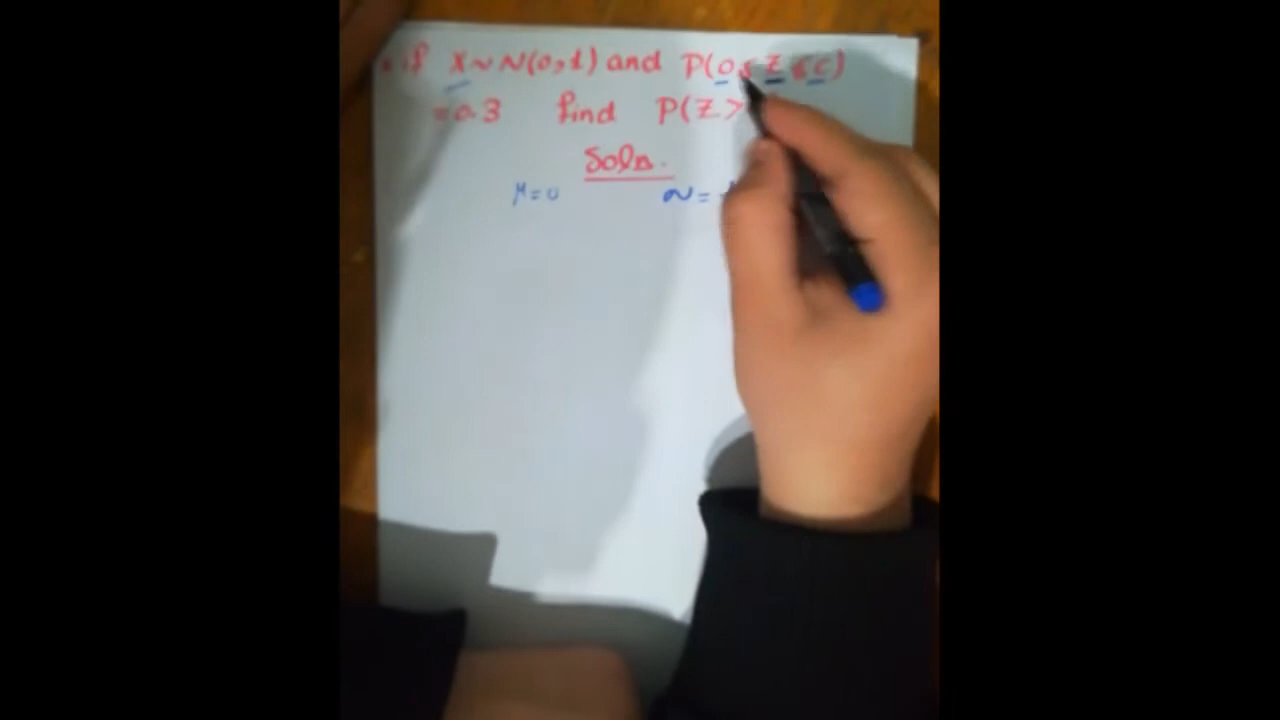 if X ~ N(0,1) and P(0 ≤ Z ≤ c)
= 0.3 find P(Z >
Soln.
M = 0 ~ =